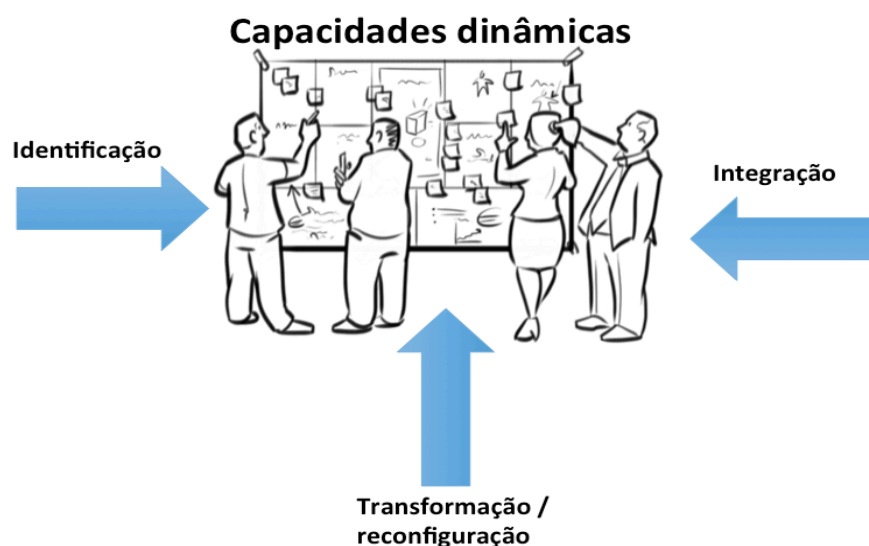 Capacidades dinâmicas
Identificação
Integração
Transformação /
reconfiguração